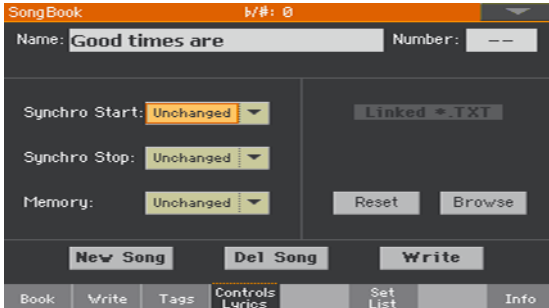 SongBook ♭/#: 0
Name: Good times are Number: --
Synchro Start: Unchanged Linked *.TXT
Synchro Stop: Unchanged
Memory: Unchanged Reset Browse
New Song Del Song Write
Book Write Tags Controls Lyrics Set List Info